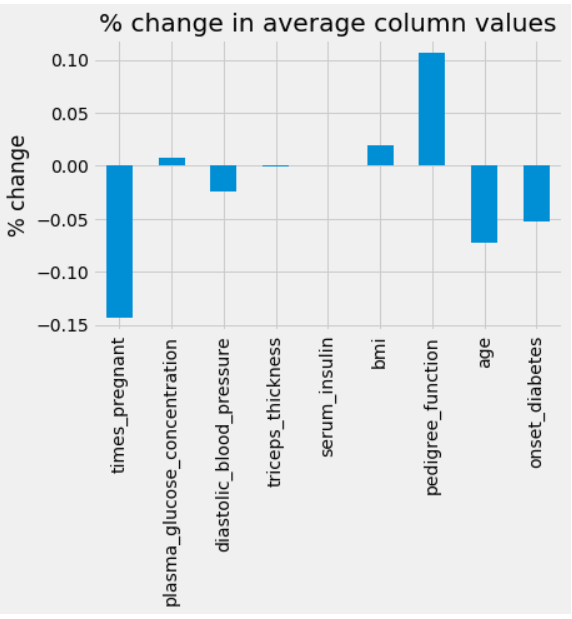 % change in average column values
% change
0.10
0.05
0.00
−0.05
−0.10
−0.15
times_pregnant
plasma_glucose_concentration
diastolic_blood_pressure
triceps_thickness
serum_insulin
bmi
pedigree_function
age
onset_diabetes